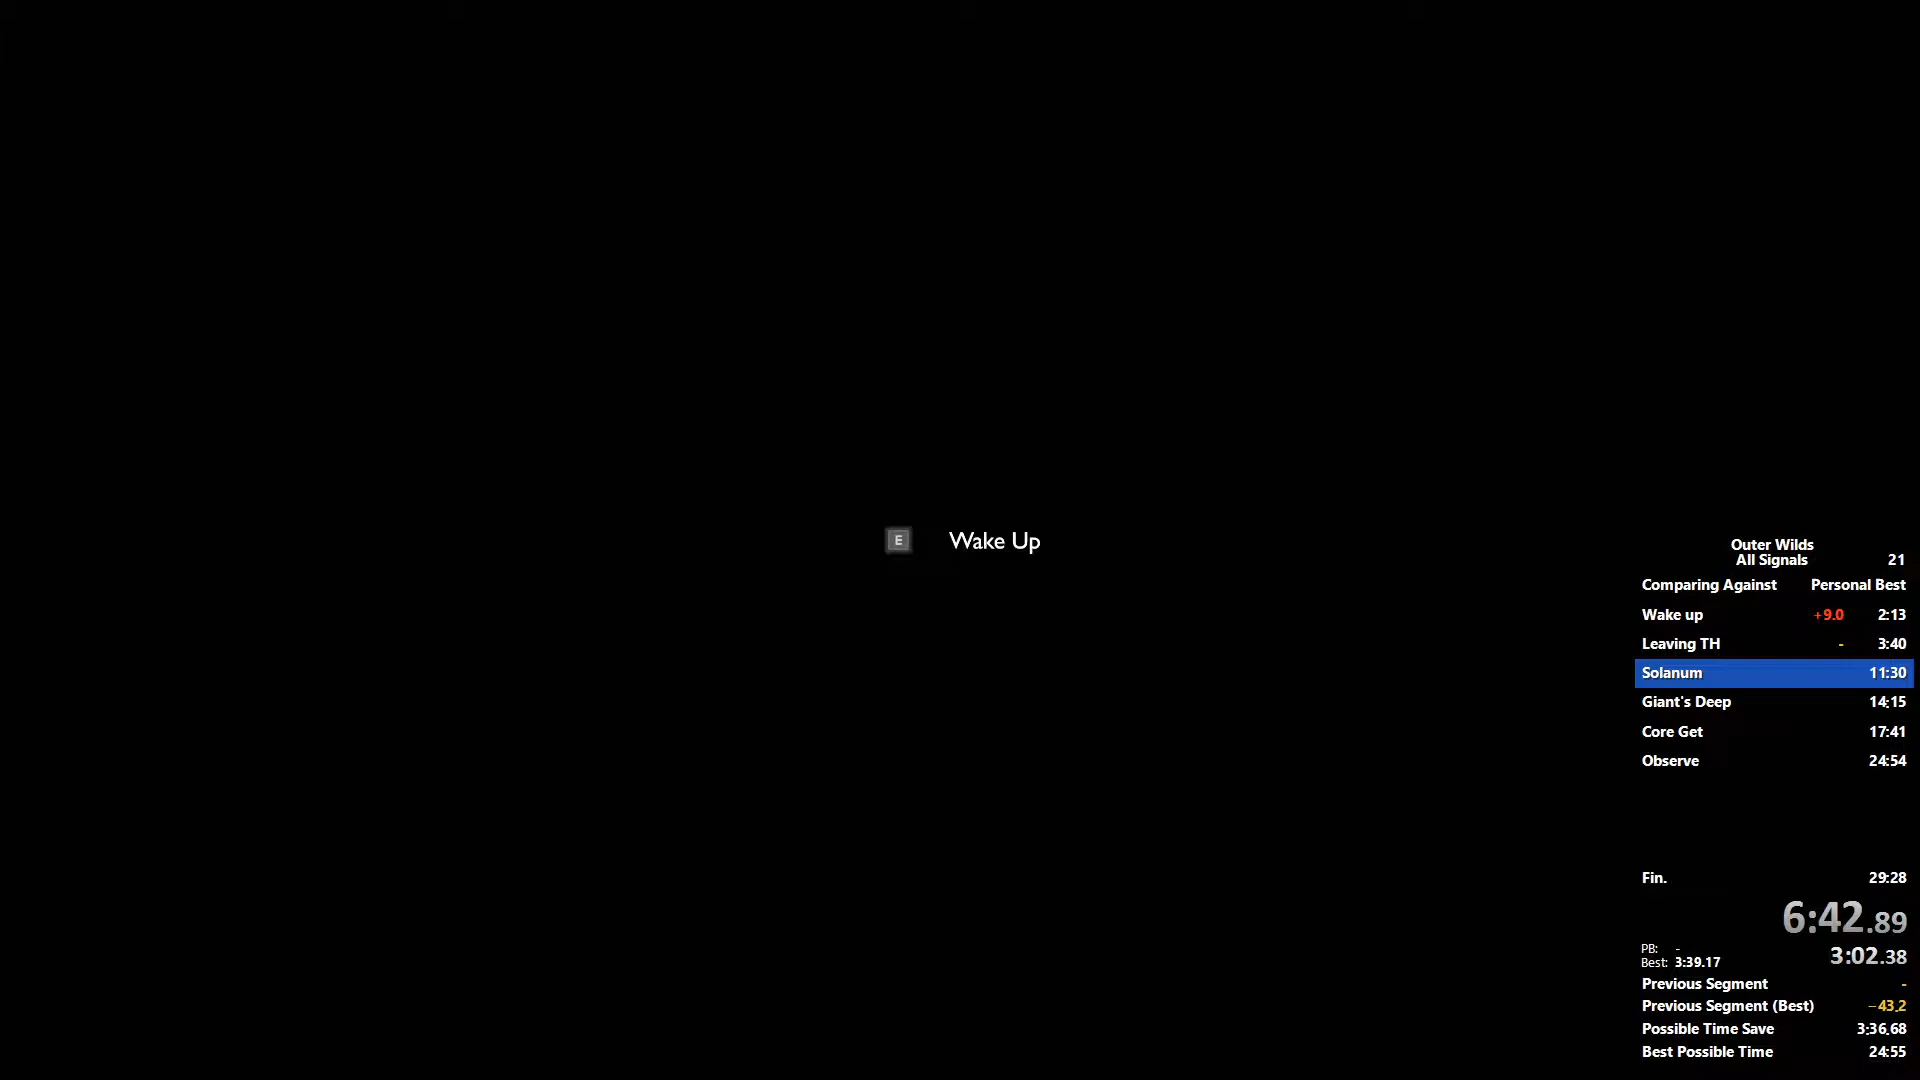 E Wake Up
Outer Wilds
All Signals 21
Comparing Against Personal Best
Wake up +9.0 2:13
Leaving TH - 3:40
Solanum 11:30
Giant's Deep 14:15
Core Get 17:41
Observe 24:54
Fin. 29:28
6:42.89
PB: -
Best: 3:39.17 3:02.38
Previous Segment -
Previous Segment (Best) −43.2
Possible Time Save 3:36.68
Best Possible Time 24:55